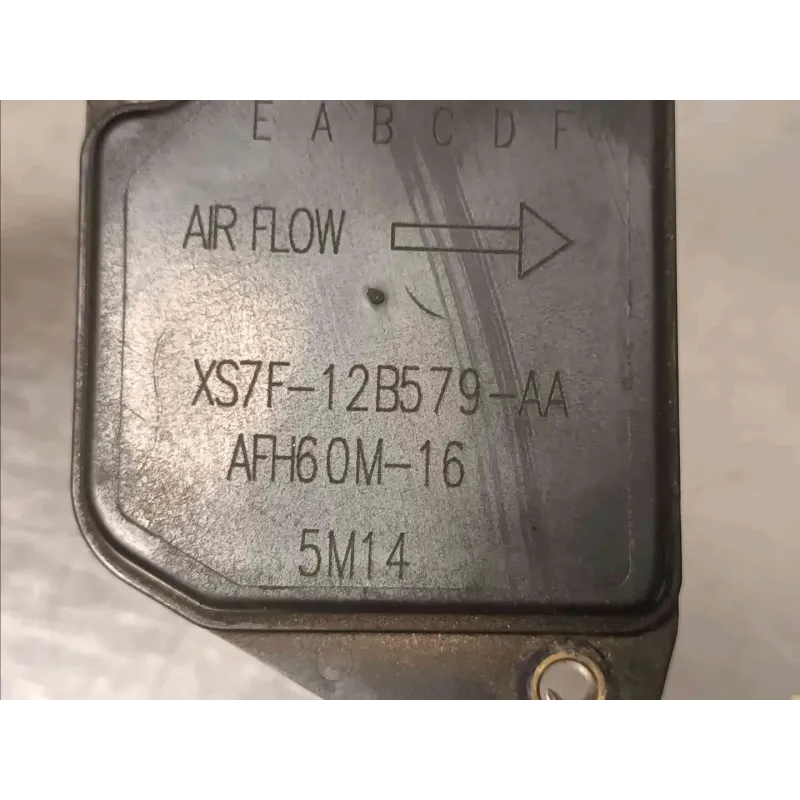 E A B C D F
AIR FLOW
XS7F-12B579-AA
AFH60M-16
5M14